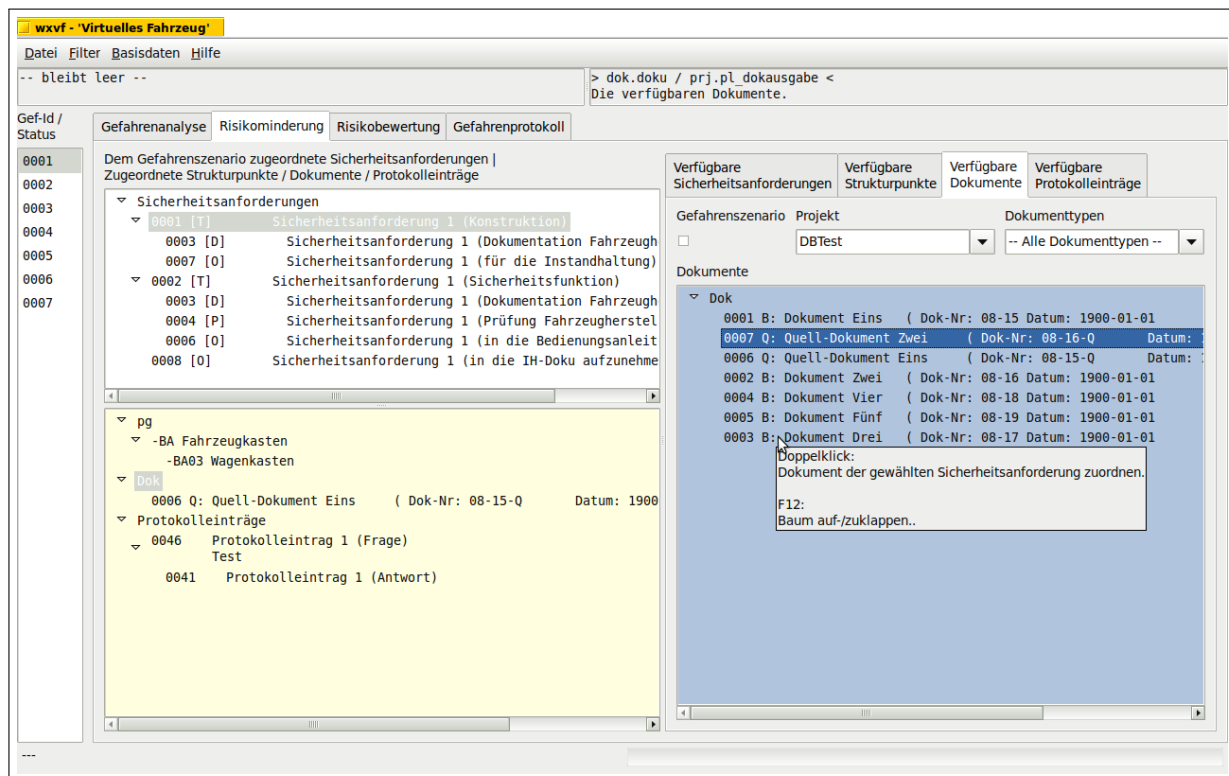 wxvf - 'Virtuelles Fahrzeug'
Datei Filter Basisdaten Hilfe
-- bleibt leer --
> dok.doku / prj.pl_dokausgabe <
Die verfügbaren Dokumente.
Gef-Id /
Status
0001
0002
0003
0004
0005
0006
0007
Gefahrenanalyse Risikominderung Risikobewertung Gefahrenprotokoll
Dem Gefahrenszenario zugeordnete Sicherheitsanforderungen |
Zugeordnete Strukturpunkte / Dokumente / Protokolleinträge
Sicherheitsanforderungen
0001 [T] Sicherheitsanforderung 1 (Konstruktion)
0003 [D] Sicherheitsanforderung 1 (Dokumentation Fahrzeugh
0007 [O] Sicherheitsanforderung 1 (für die Instandhaltung)
0002 [T] Sicherheitsanforderung 1 (Sicherheitsfunktion)
0003 [D] Sicherheitsanforderung 1 (Dokumentation Fahrzeugh
0004 [P] Sicherheitsanforderung 1 (Prüfung Fahrzeugherstel
0006 [O] Sicherheitsanforderung 1 (in die Bedienungsanleit
0008 [O] Sicherheitsanforderung 1 (in die IH-Doku aufzunehme
pg
-BA Fahrzeugkasten
-BA03 Wagenkasten
Dok
0006 Q: Quell-Dokument Eins ( Dok-Nr: 08-15-Q Datum: 1900
Protokolleinträge
0046 Protokolleintrag 1 (Frage)
Test
0041 Protokolleintrag 1 (Antwort)
Verfügbare Sicherheitsanforderungen
Verfügbare Strukturpunkte
Verfügbare Dokumente
Verfügbare Protokolleinträge
Gefahrenszenario Projekt Dokumenttypen
DBTest -- Alle Dokumenttypen --
Dokumente
Dok
0001 B: Dokument Eins ( Dok-Nr: 08-15 Datum: 1900-01-01
0007 Q: Quell-Dokument Zwei ( Dok-Nr: 08-16-Q Datum: 1
0006 Q: Quell-Dokument Eins ( Dok-Nr: 08-15-Q Datum: 1
0002 B: Dokument Zwei ( Dok-Nr: 08-16 Datum: 1900-01-01
0004 B: Dokument Vier ( Dok-Nr: 08-18 Datum: 1900-01-01
0005 B: Dokument Fünf ( Dok-Nr: 08-19 Datum: 1900-01-01
0003 B: Dokument Drei ( Dok-Nr: 08-17 Datum: 1900-01-01
Doppelklick:
Dokument der gewählten Sicherheitsanforderung zuordnen.
F12:
Baum auf-/zuklappen..
---